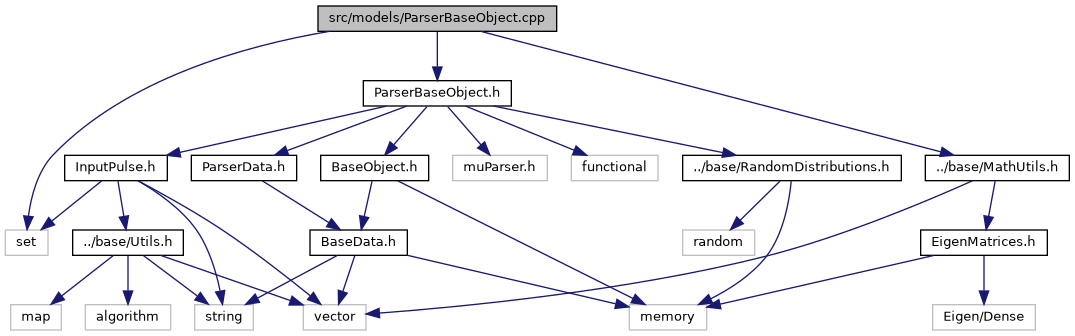 src/models/ParserBaseObject.cpp
ParserBaseObject.h
InputPulse.h
ParserData.h
BaseObject.h
muParser.h
functional
../base/RandomDistributions.h
../base/MathUtils.h
set
../base/Utils.h
BaseData.h
random
EigenMatrices.h
map
algorithm
string
vector
memory
Eigen/Dense